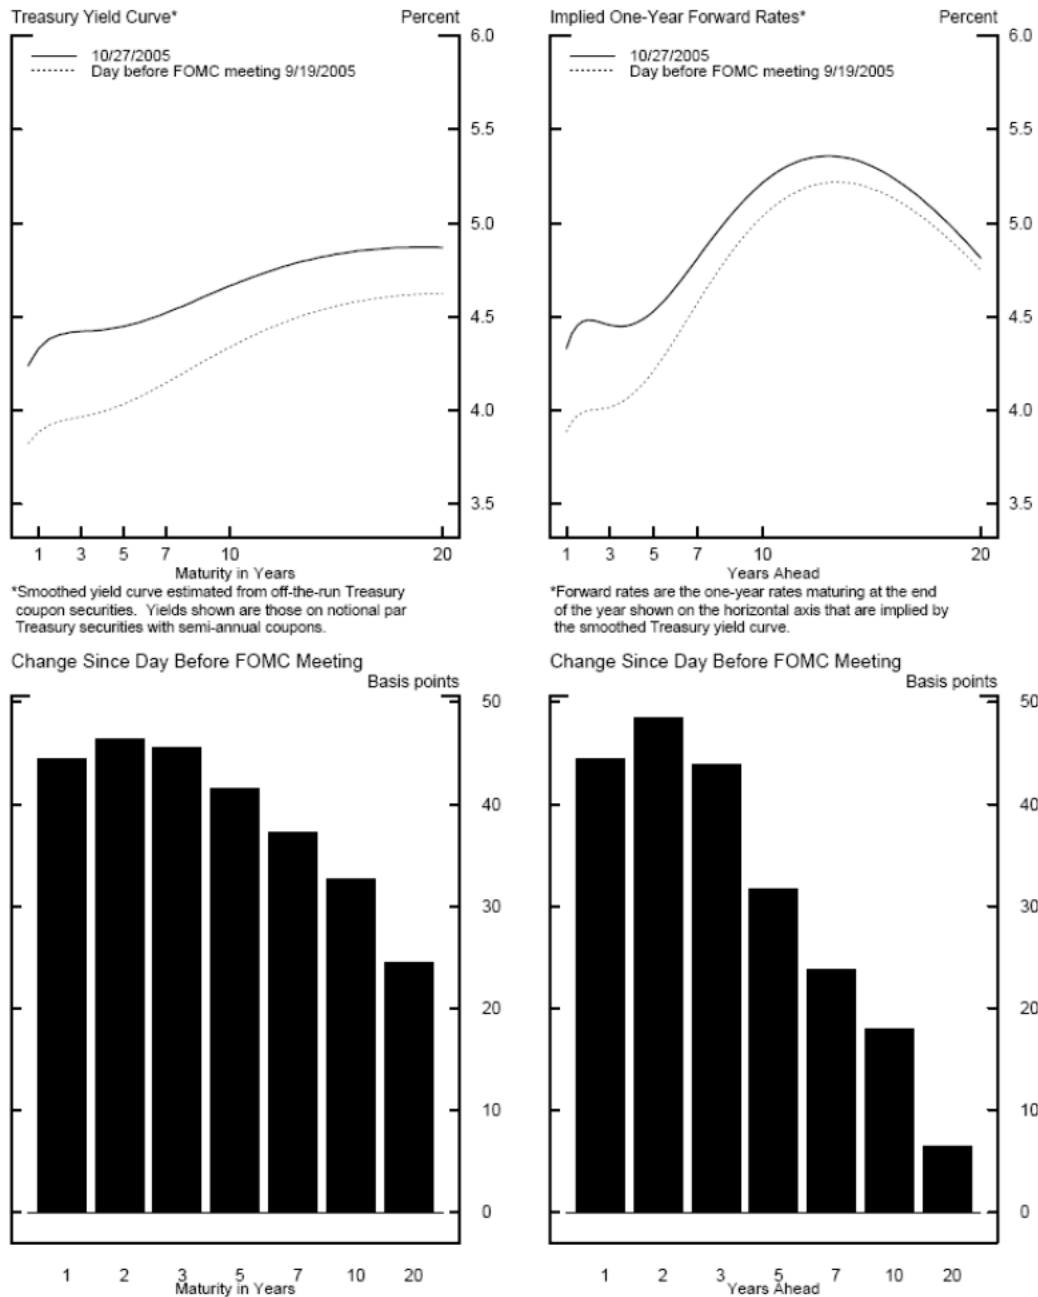 Treasury Yield Curve*
Percent
10/27/2005
Day before FOMC meeting 9/19/2005
6.0
5.5
5.0
4.5
4.0
3.5
1 3 5 7 10 20
Maturity in Years
*Smoothed yield curve estimated from off-the-run Treasury
coupon securities. Yields shown are those on notional par
Treasury securities with semi-annual coupons.
Implied One-Year Forward Rates*
Percent
10/27/2005
Day before FOMC meeting 9/19/2005
6.0
5.5
5.0
4.5
4.0
3.5
1 3 5 7 10 20
Years Ahead
*Forward rates are the one-year rates maturing at the end
of the year shown on the horizontal axis that are implied by
the smoothed Treasury yield curve.
Change Since Day Before FOMC Meeting
Basis points
50
40
30
20
10
0
1 2 3 5 7 10 20
Maturity in Years
Change Since Day Before FOMC Meeting
Basis points
50
40
30
20
10
0
1 2 3 5 7 10 20
Years Ahead